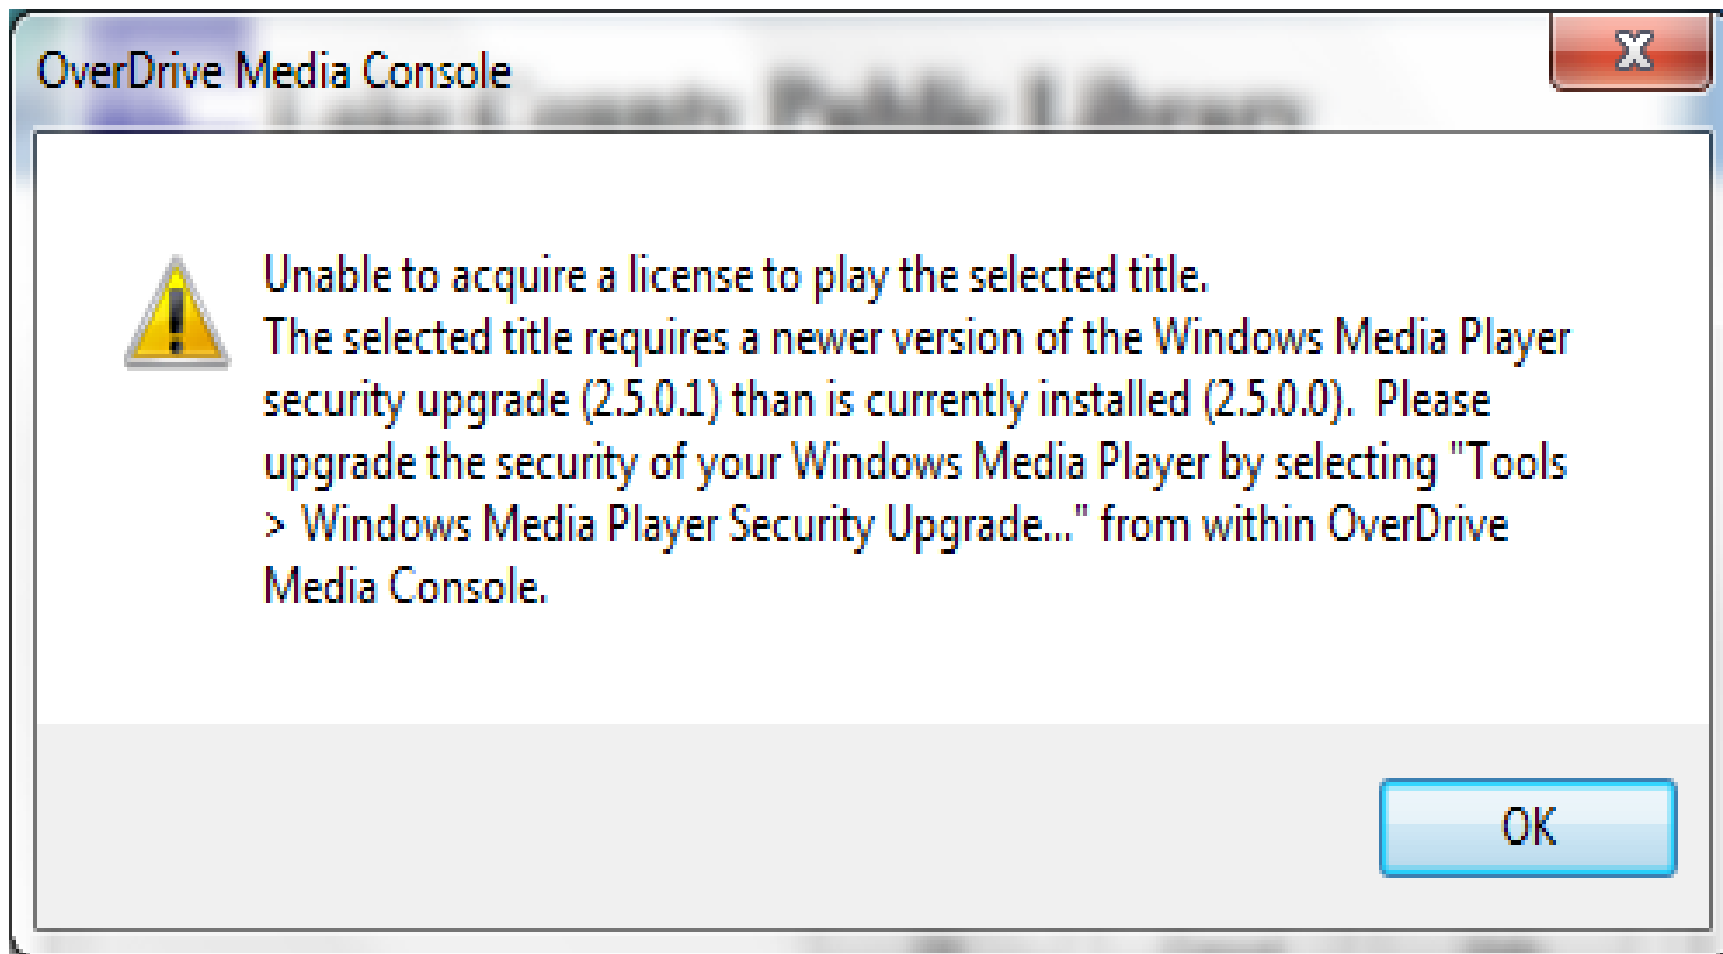 OverDrive Media Console
County Public Library
Unable to acquire a license to play the selected title.
The selected title requires a newer version of the Windows Media Player
security upgrade (2.5.0.1) than is currently installed (2.5.0.0).  Please
upgrade the security of your Windows Media Player by selecting "Tools
> Windows Media Player Security Upgrade..." from within OverDrive
Media Console.
OK